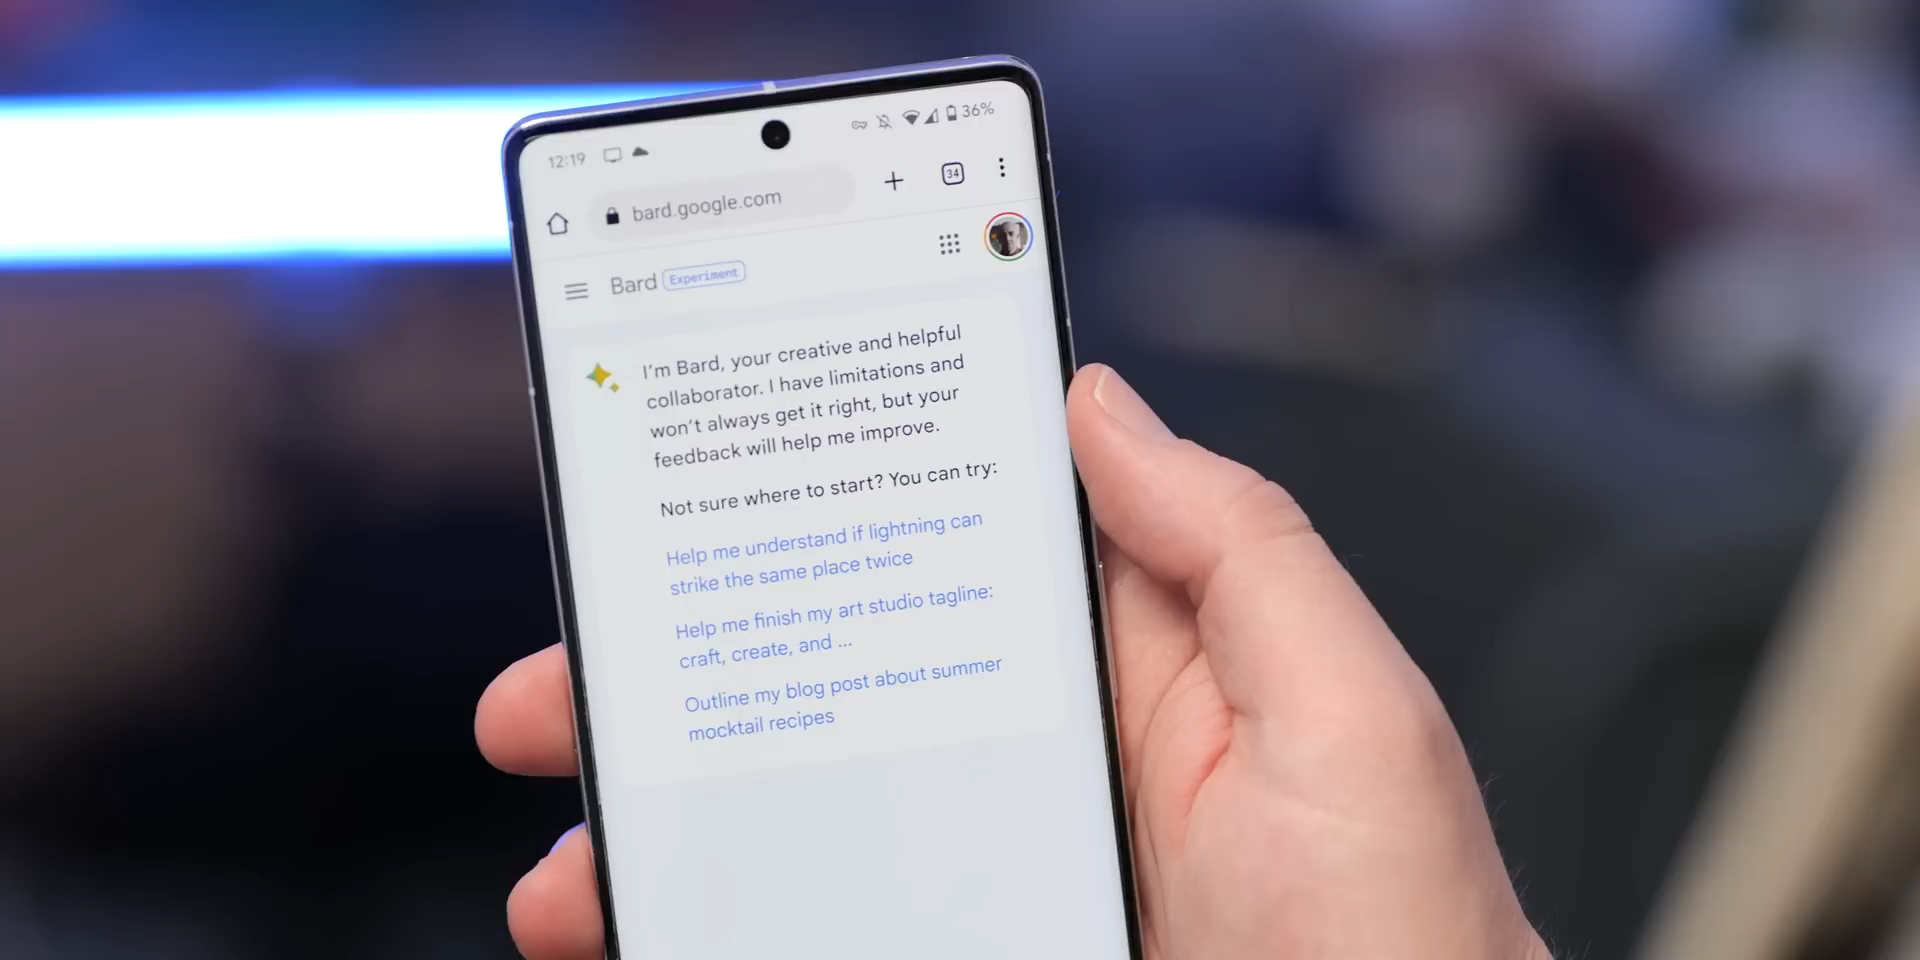 12:19 36%
bard.google.com 34
Bard Experiment
I'm Bard, your creative and helpful
collaborator. I have limitations and
won't always get it right, but your
feedback will help me improve.
Not sure where to start? You can try:
Help me understand if lightning can
strike the same place twice
Help me finish my art studio tagline:
craft, create, and ...
Outline my blog post about summer
mocktail recipes